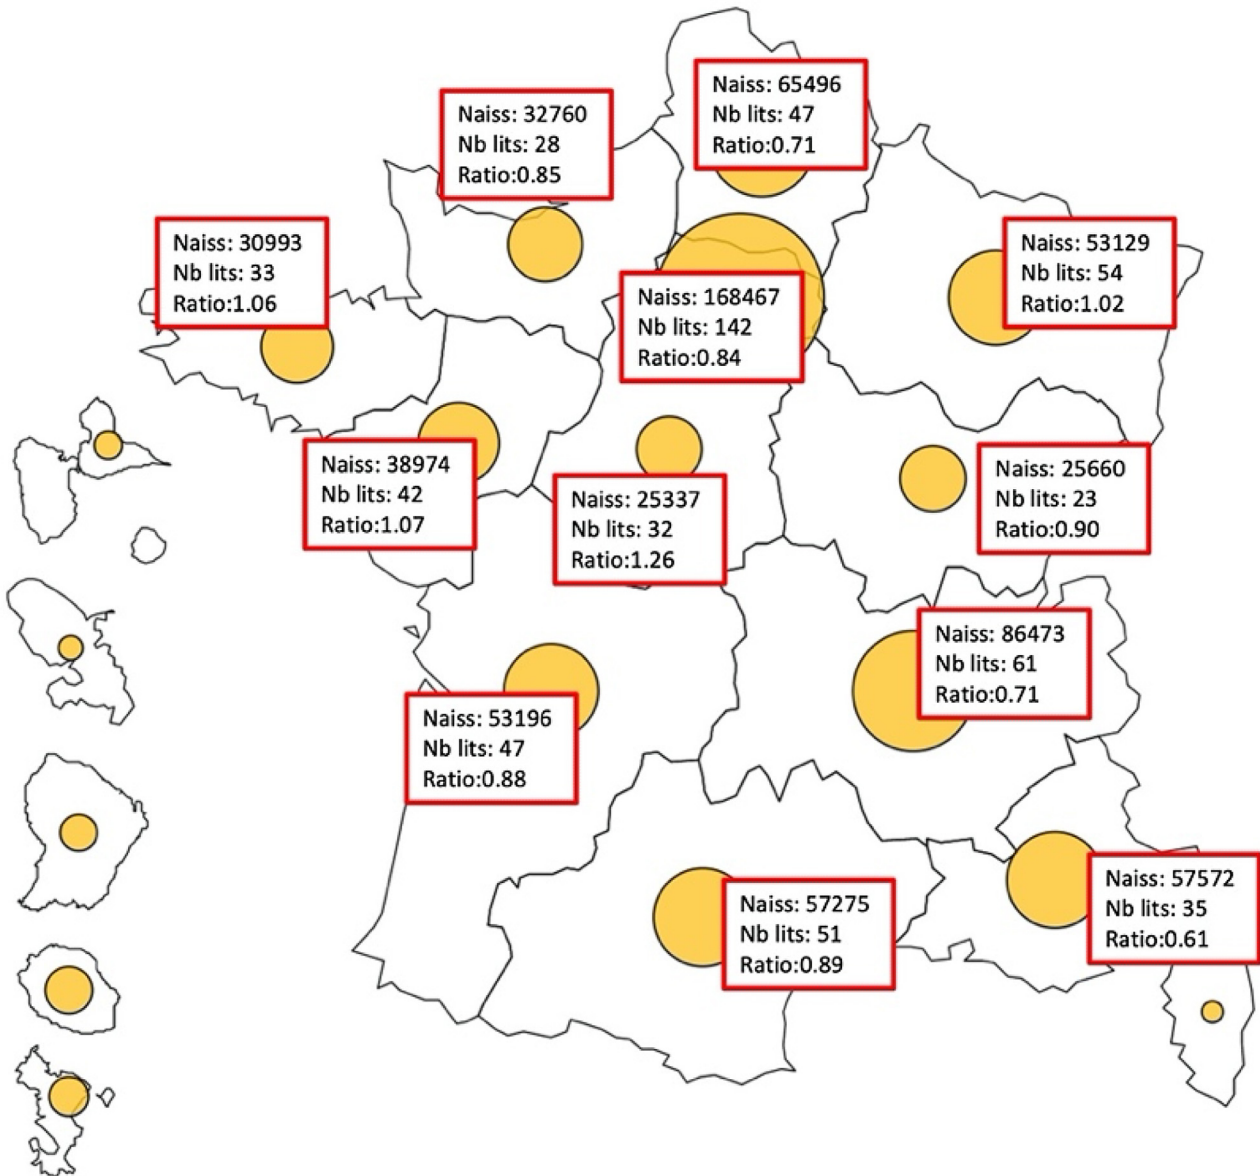 Naiss: 65496
Nb lits: 47
Ratio:0.71
Naiss: 32760
Nb lits: 28
Ratio:0.85
Naiss: 30993
Nb lits: 33
Ratio:1.06
Naiss: 53129
Nb lits: 54
Ratio:1.02
Naiss: 168467
Nb lits: 142
Ratio:0.84
Naiss: 38974
Nb lits: 42
Ratio:1.07
Naiss: 25337
Nb lits: 32
Ratio:1.26
Naiss: 25660
Nb lits: 23
Ratio:0.90
Naiss: 86473
Nb lits: 61
Ratio:0.71
Naiss: 53196
Nb lits: 47
Ratio:0.88
Naiss: 57275
Nb lits: 51
Ratio:0.89
Naiss: 57572
Nb lits: 35
Ratio:0.61